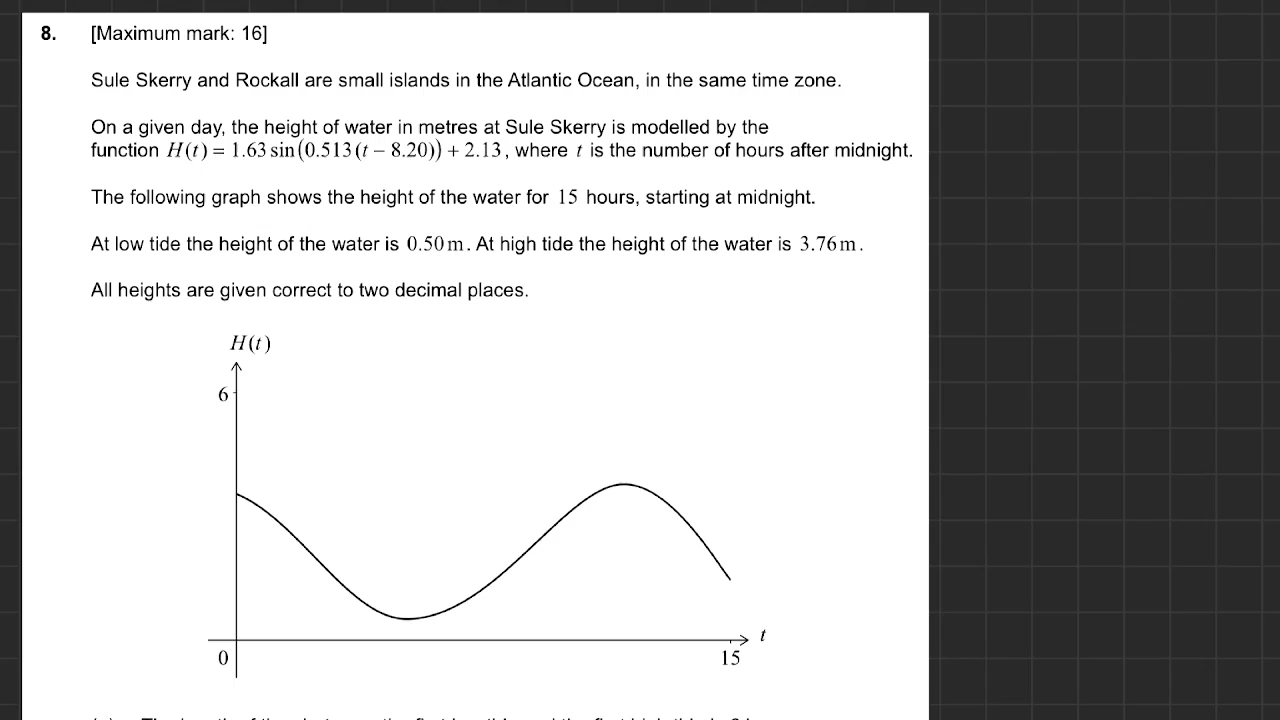 8. [Maximum mark: 16]
Sule Skerry and Rockall are small islands in the Atlantic Ocean, in the same time zone.
On a given day, the height of water in metres at Sule Skerry is modelled by the
function H(t) = 1.63 sin(0.513(t − 8.20)) + 2.13, where t is the number of hours after midnight.
The following graph shows the height of the water for 15 hours, starting at midnight.
At low tide the height of the water is 0.50 m. At high tide the height of the water is 3.76 m.
All heights are given correct to two decimal places.
H(t)
6
t
0 15